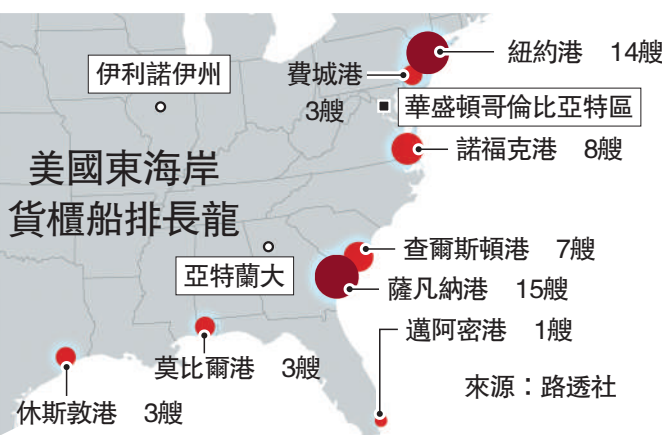 美國東海岸
貨櫃船排長龍
伊利諾伊州
紐約港　14艘
費城港
3艘
華盛頓哥倫比亞特區
諾福克港　8艘
查爾斯頓港　7艘
亞特蘭大
薩凡納港　15艘
邁阿密港　1艘
莫比爾港　3艘
休斯敦港　3艘
來源：路透社